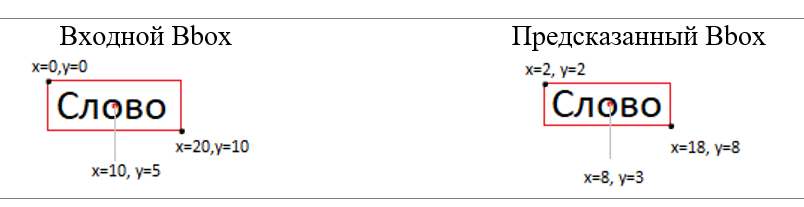 Входной Bbox
x=0,y=0
Слово
x=20,y=10
x=10, y=5
Предсказанный Bbox
x=2, y=2
Слово
x=18, y=8
x=8, y=3